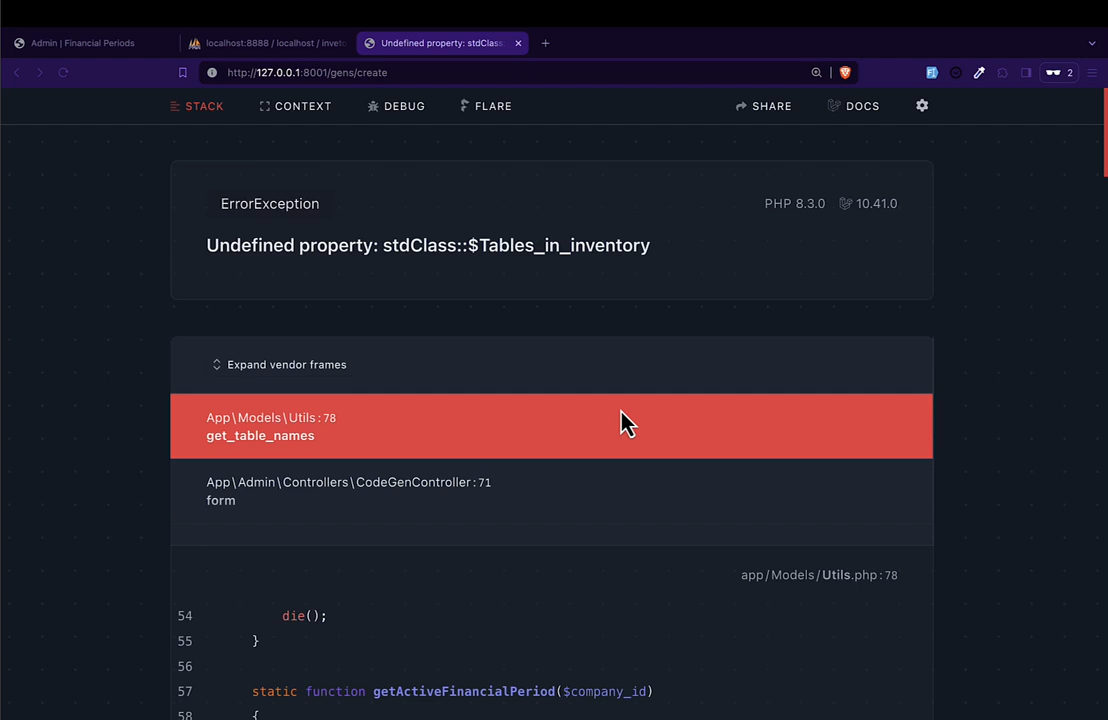 Admin | Financial Periods
localhost:8888 / localhost / inveto
Undefined property: stdClass:
http://127.0.0.1:8001/gens/create
2
STACK
CONTEXT
DEBUG
FLARE
SHARE
DOCS
ErrorException
PHP 8.3.0
10.41.0
Undefined property: stdClass::$Tables_in_inventory
Expand vendor frames
App\Models\Utils:78
get_table_names
App\Admin\Controllers\CodeGenController:71
form
app/Models/Utils.php:78
54 die();
55 }
56
57 static function getActiveFinancialPeriod($company_id)
58 {